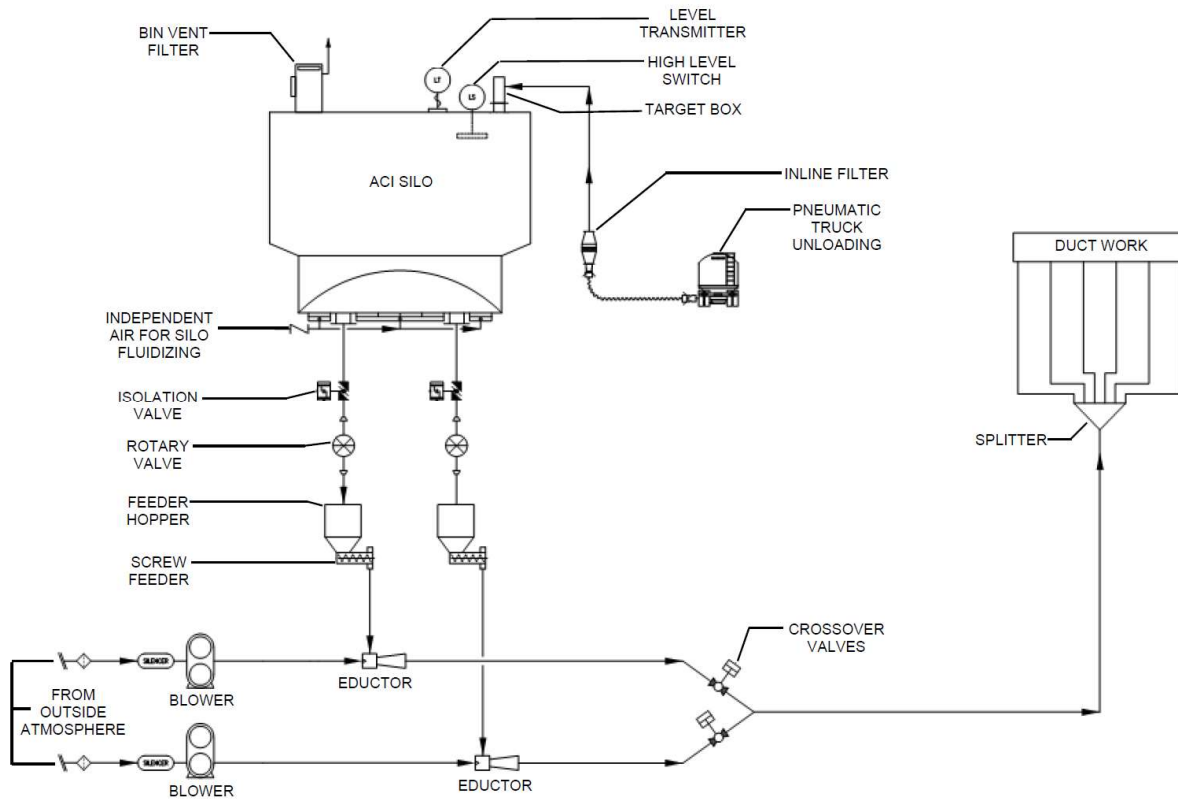 BIN VENT
FILTER
LEVEL
TRANSMITTER
HIGH LEVEL
SWITCH
TARGET BOX
LT
LS
ACI SILO
INLINE FILTER
PNEUMATIC
TRUCK
UNLOADING
DUCT WORK
INDEPENDENT
AIR FOR SILO
FLUIDIZING
ISOLATION
VALVE
ROTARY
VALVE
SPLITTER
FEEDER
HOPPER
SCREW
FEEDER
CROSSOVER
VALVES
SILENCER
BLOWER
EDUCTOR
FROM
OUTSIDE
ATMOSPHERE
SILENCER
BLOWER
EDUCTOR